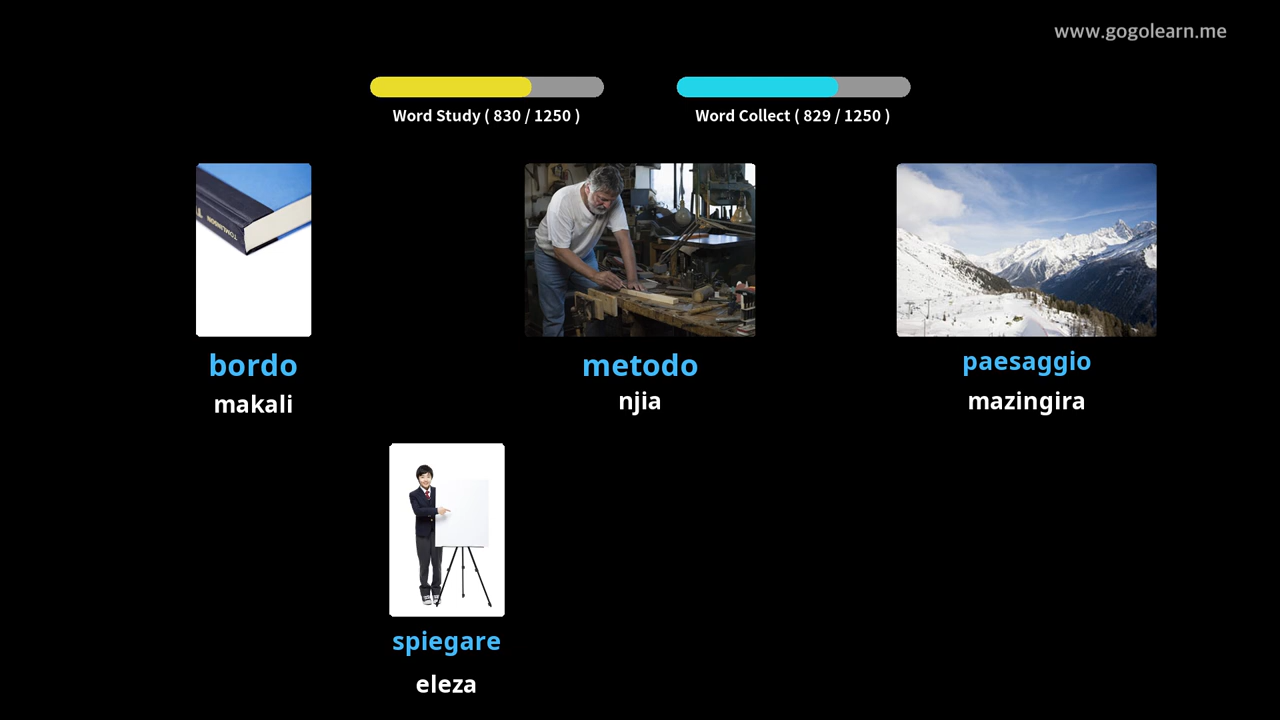 www.gogolearn.me
Word Study ( 830 / 1250 )
Word Collect ( 829 / 1250 )
TOMLINSON
bordo
makali
metodo
njia
paesaggio
mazingira
spiegare
eleza